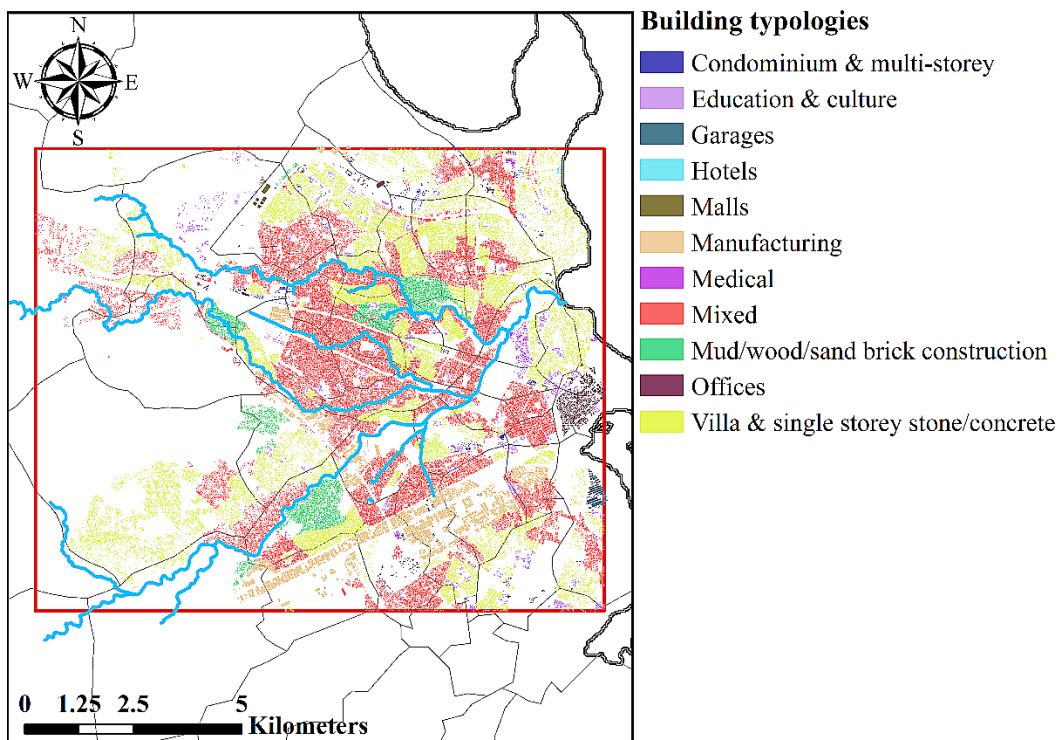 N
W E
S
Building typologies
Condominium & multi-storey
Education & culture
Garages
Hotels
Malls
Manufacturing
Medical
Mixed
Mud/wood/sand brick construction
Offices
Villa & single storey stone/concrete
0 1.25 2.5 5
Kilometers